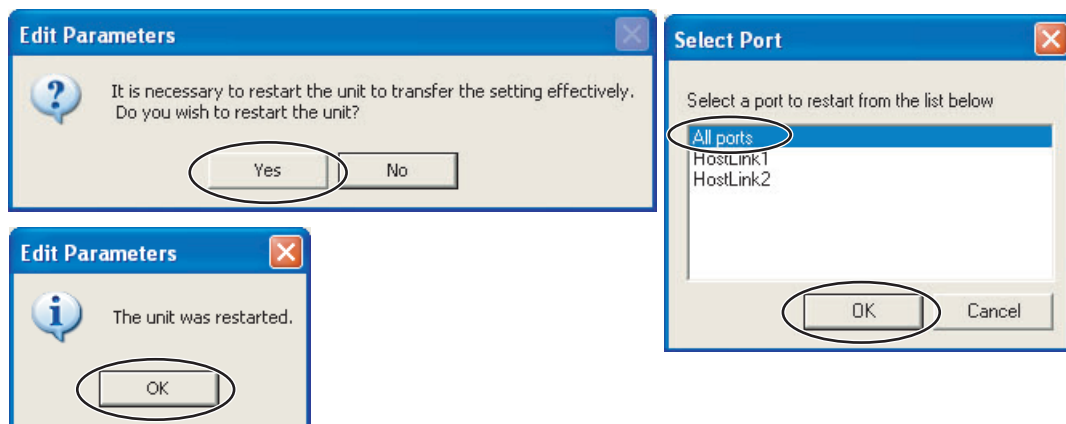 Edit Parameters
It is necessary to restart the unit to transfer the setting effectively.
Do you wish to restart the unit?
Yes
No
Select Port
Select a port to restart from the list below
All ports
HostLink1
HostLink2
OK
Cancel
Edit Parameters
The unit was restarted.
OK